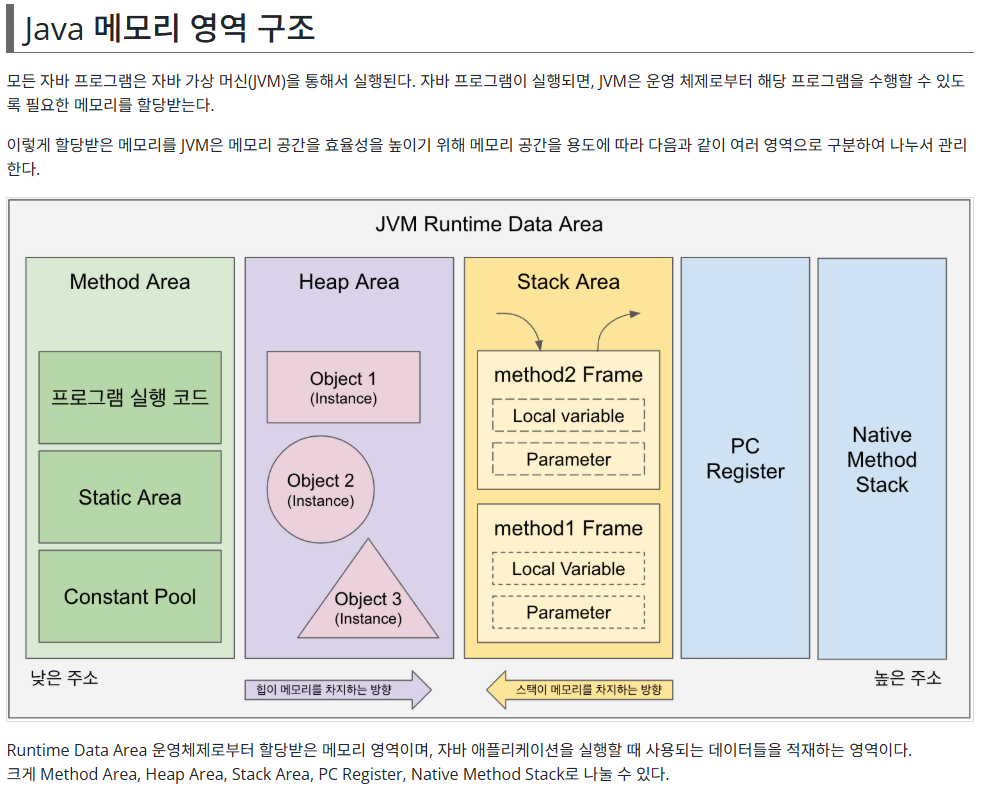 Java 메모리 영역 구조
모든 자바 프로그램은 자바 가상 머신(JVM)을 통해서 실행된다. 자바 프로그램이 실행되면, JVM은 운영 체제로부터 해당 프로그램을 수행할 수 있도
록 필요한 메모리를 할당받는다.
이렇게 할당받은 메모리를 JVM은 메모리 공간을 효율성을 높이기 위해 메모리 공간을 용도에 따라 다음과 같이 여러 영역으로 구분하여 나누서 관리
한다.
JVM Runtime Data Area
Method Area
프로그램 실행 코드
Static Area
Constant Pool
Heap Area
Object 1
(Instance)
Object 2
(Instance)
Object 3
(Instance)
Stack Area
method2 Frame
Local variable
Parameter
method1 Frame
Local Variable
Parameter
PC
Register
Native
Method
Stack
낮은 주소
힙이 메모리를 차지하는 방향
스택이 메모리를 차지하는 방향
높은 주소
Runtime Data Area 운영체제로부터 할당받은 메모리 영역이며, 자바 애플리케이션을 실행할 때 사용되는 데이터들을 적재하는 영역이다.
크게 Method Area, Heap Area, Stack Area, PC Register, Native Method Stack로 나눌 수 있다.